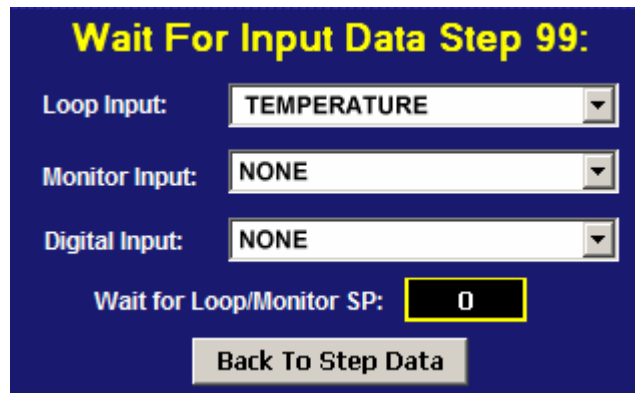 Wait For Input Data Step 99:
Loop Input: TEMPERATURE
Monitor Input: NONE
Digital Input: NONE
Wait for Loop/Monitor SP: 0
Back To Step Data